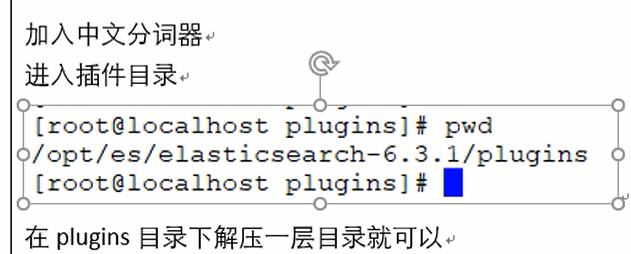 加入中文分词器
进入插件目录
[root@localhost plugins]# pwd
/opt/es/elasticsearch-6.3.1/plugins
[root@localhost plugins]#
在 plugins 目录下解压一层目录就可以